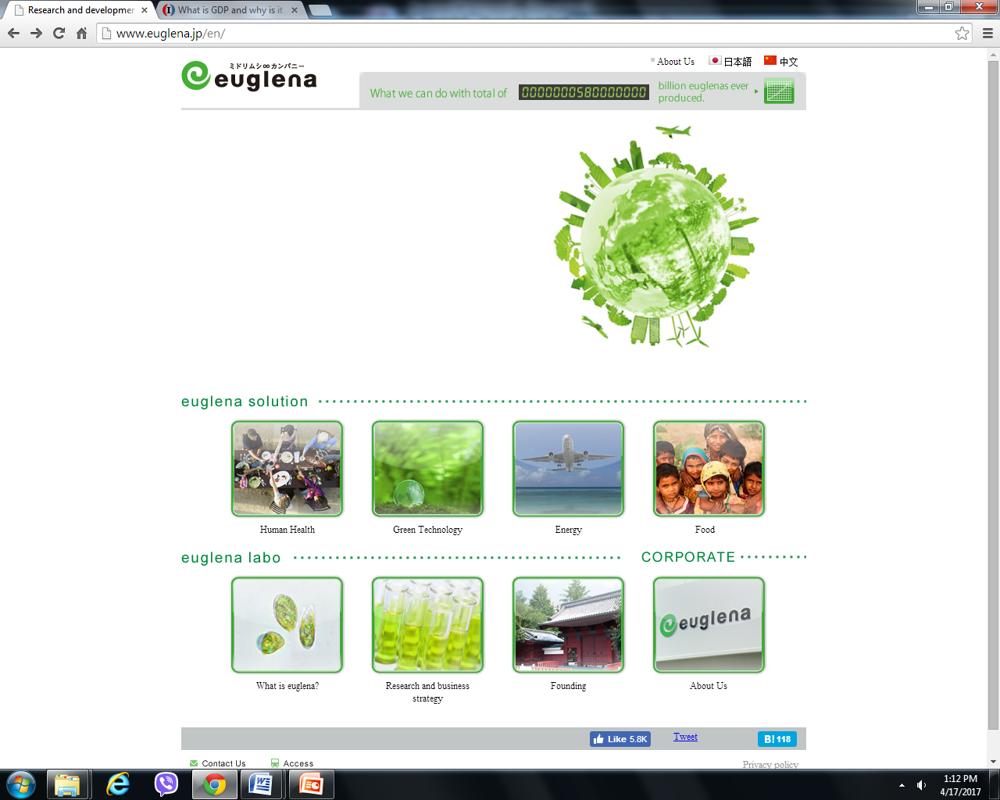 Research and developmen
What is GDP and why is it
www.euglena.jp/en/
About Us
日本語
中文
ミドリムシ∞カンパニー
euglena
What we can do with total of
0000000580000000
billion euglenas ever
produced.
euglena solution
Human Health
Green Technology
Energy
Food
euglena labo
CORPORATE
euglena
What is euglena?
Research and business
strategy
Founding
About Us
Like 5.8K
Tweet
B! 118
Contact Us
Access
Privacy policy
1:12 PM
4/17/2017